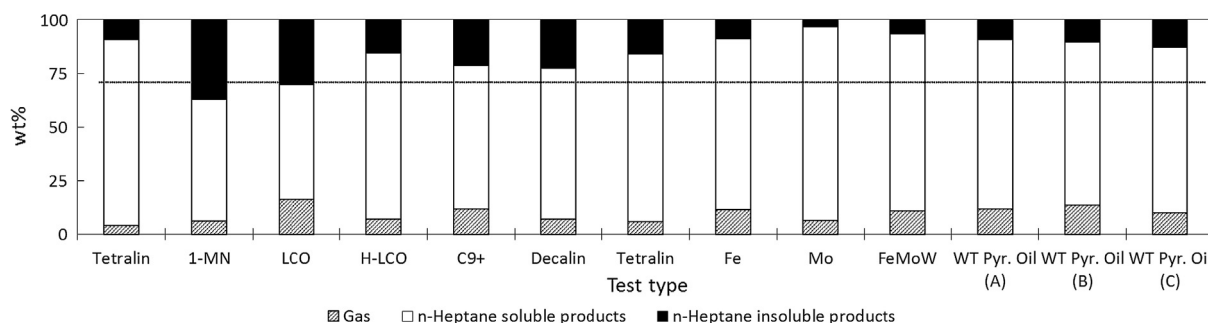 100
75
50
25
0
wt%
Tetralin 1-MN LCO H-LCO C9+ Decalin Tetralin Fe Mo FeMoW WT Pyr. Oil WT Pyr. Oil WT Pyr. Oil
(A) (B) (C)
Test type
Gas n-Heptane soluble products n-Heptane insoluble products